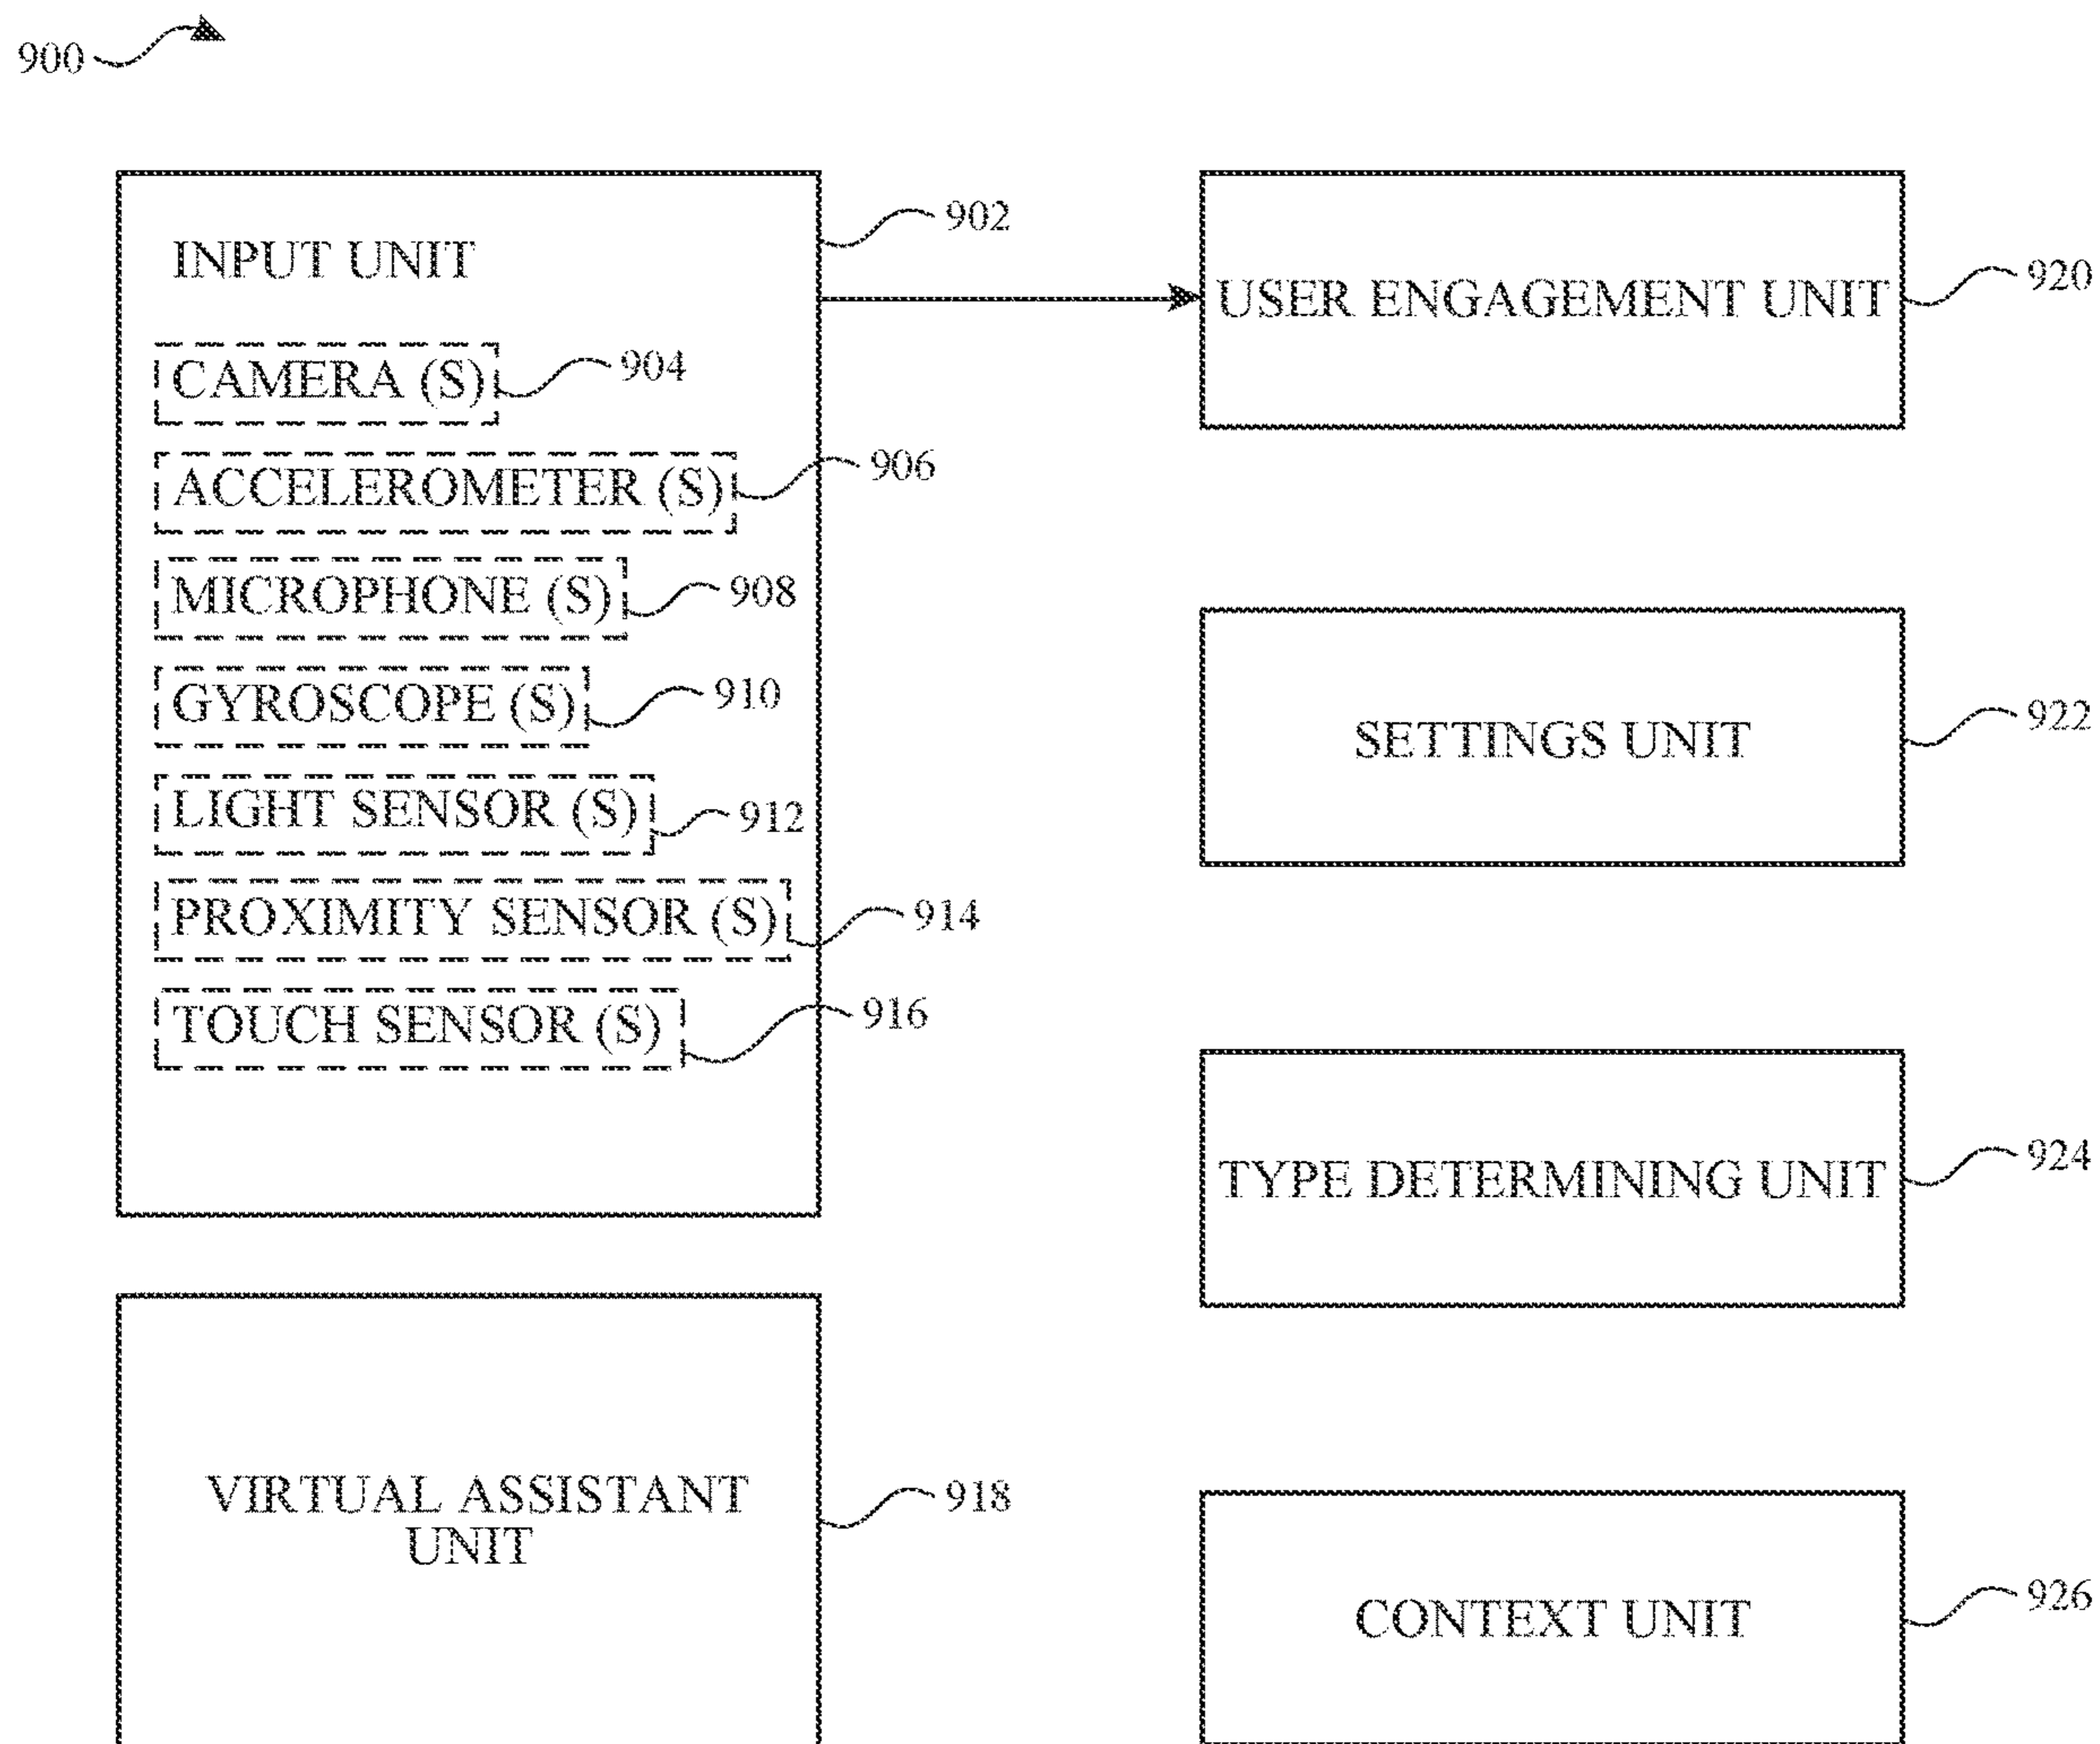 900
INPUT UNIT
902
CAMERA (S)
904
ACCELEROMETER (S)
906
MICROPHONE (S)
908
GYROSCOPE (S)
910
LIGHT SENSOR (S)
912
PROXIMITY SENSOR (S)
914
TOUCH SENSOR (S)
916
VIRTUAL ASSISTANT
UNIT
918
USER ENGAGEMENT UNIT
920
SETTINGS UNIT
922
TYPE DETERMINING UNIT
924
CONTEXT UNIT
926